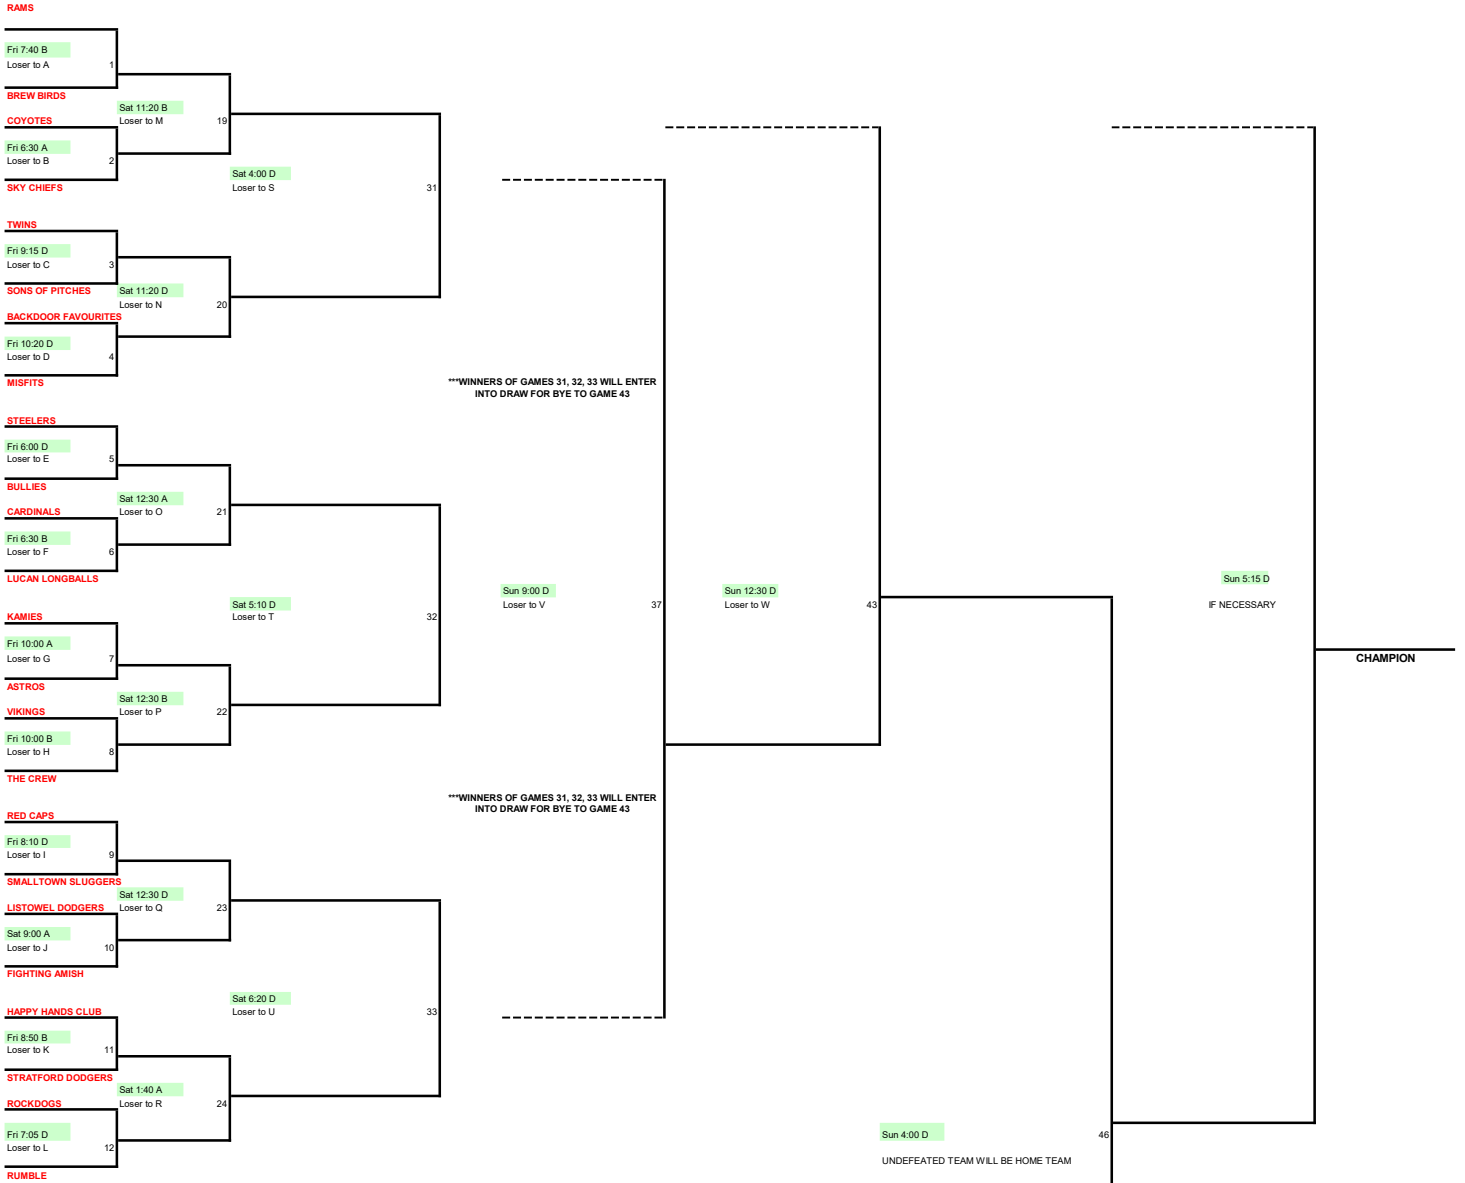 RAMS
Fri 7:40 B
Loser to A 1
BREW BIRDS
Sat 11:20 B
Loser to M 19
COYOTES
Fri 6:30 A
Loser to B 2
SKY CHIEFS
Sat 4:00 D
Loser to S 31
TWINS
Fri 9:15 D
Loser to C 3
SONS OF PITCHES
Sat 11:20 D
Loser to N 20
BACKDOOR FAVOURITES
Fri 10:20 D
Loser to D 4
MISFITS
***WINNERS OF GAMES 31, 32, 33 WILL ENTER
INTO DRAW FOR BYE TO GAME 43
STEELERS
Fri 6:00 D
Loser to E 5
BULLIES
Sat 12:30 A
Loser to O 21
CARDINALS
Fri 6:30 B
Loser to F 6
LUCAN LONGBALLS
Sat 5:10 D
Loser to T 32
Sun 9:00 D
Loser to V 37
Sun 12:30 D
Loser to W 43
Sun 5:15 D
IF NECESSARY
KAMIES
Fri 10:00 A
Loser to G 7
ASTROS
CHAMPION
Sat 12:30 B
Loser to P 22
VIKINGS
Fri 10:00 B
Loser to H 8
THE CREW
***WINNERS OF GAMES 31, 32, 33 WILL ENTER
INTO DRAW FOR BYE TO GAME 43
RED CAPS
Fri 8:10 D
Loser to I 9
SMALLTOWN SLUGGERS
Sat 12:30 D
Loser to Q 23
LISTOWEL DODGERS
Sat 9:00 A
Loser to J 10
FIGHTING AMISH
Sat 6:20 D
Loser to U 33
HAPPY HANDS CLUB
Fri 8:50 B
Loser to K 11
STRATFORD DODGERS
Sat 1:40 A
Loser to R 24
ROCKDOGS
Fri 7:05 D
Loser to L 12
RUMBLE
Sun 4:00 D 46
UNDEFEATED TEAM WILL BE HOME TEAM